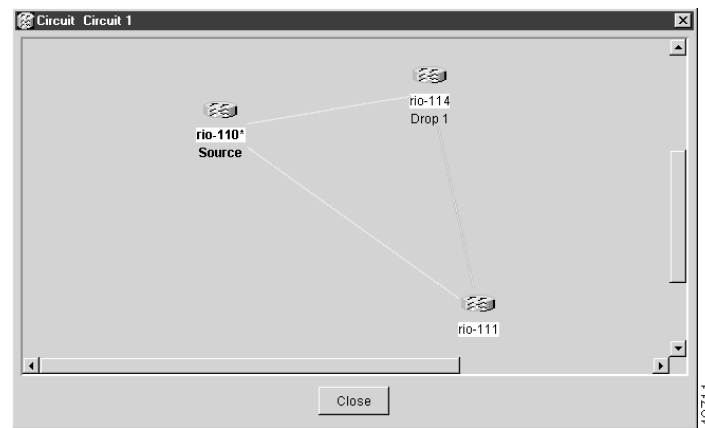 Circuit Circuit 1
rio-114
Drop 1
rio-110*
Source
rio-111
Close